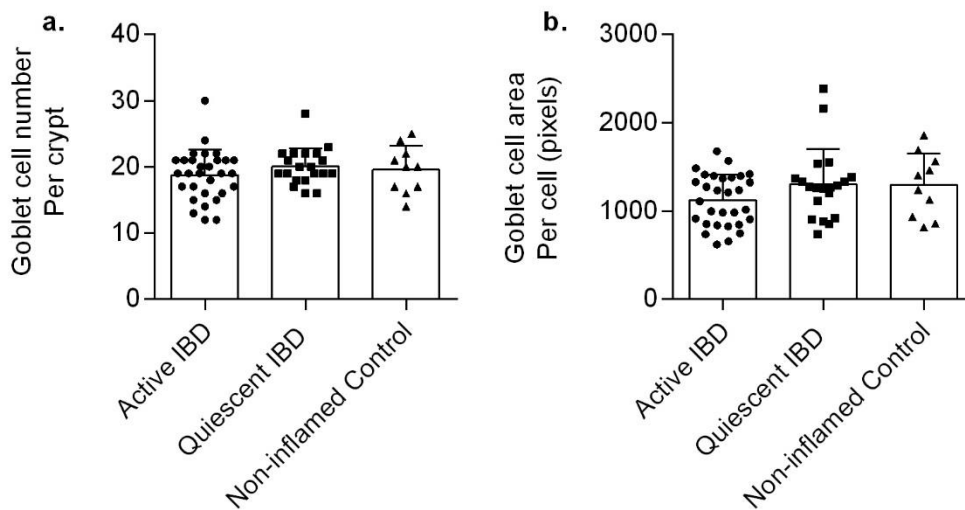 a.
Goblet cell number
Per crypt
40
30
20
10
0
Active IBD
Quiescent IBD
Non-inflamed Control
b.
Goblet cell area
Per cell (pixels)
3000
2000
1000
0
Active IBD
Quiescent IBD
Non-inflamed Control